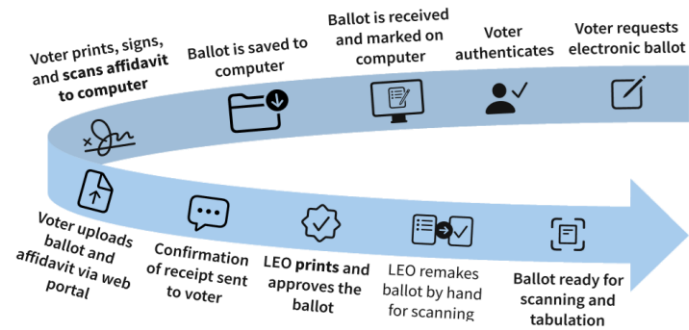 Voter requests
electronic ballot
Voter
authenticates
Ballot is received
and marked on
computer
Ballot is saved to
computer
Voter prints, signs,
and scans affidavit
to computer
Voter uploads
ballot and
affidavit via web
portal
Confirmation
of receipt sent
to voter
LEO prints and
approves the
ballot
LEO remakes
ballot by hand
for scanning
Ballot ready for
scanning and
tabulation